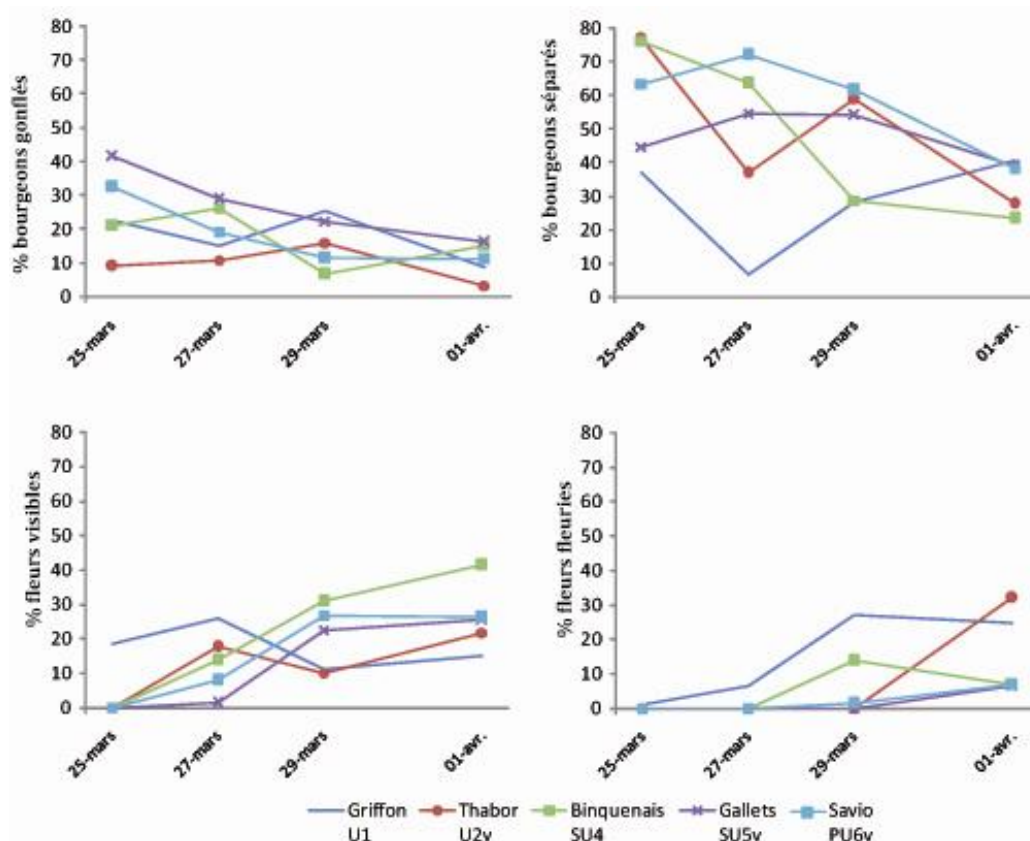 % bourgeons gonflés
80
70
60
50
40
30
20
10
0
25-mars
27-mars
29-mars
01-avr.
% bourgeons séparés
80
70
60
50
40
30
20
10
0
25-mars
27-mars
29-mars
01-avr.
% fleurs visibles
80
70
60
50
40
30
20
10
0
25-mars
27-mars
29-mars
01-avr.
% fleurs fleuries
80
70
60
50
40
30
20
10
0
25-mars
27-mars
29-mars
01-avr.
Griffon Thabor Binquenais Gallets Savio
U1 U2v SU4 SU5v PU6v